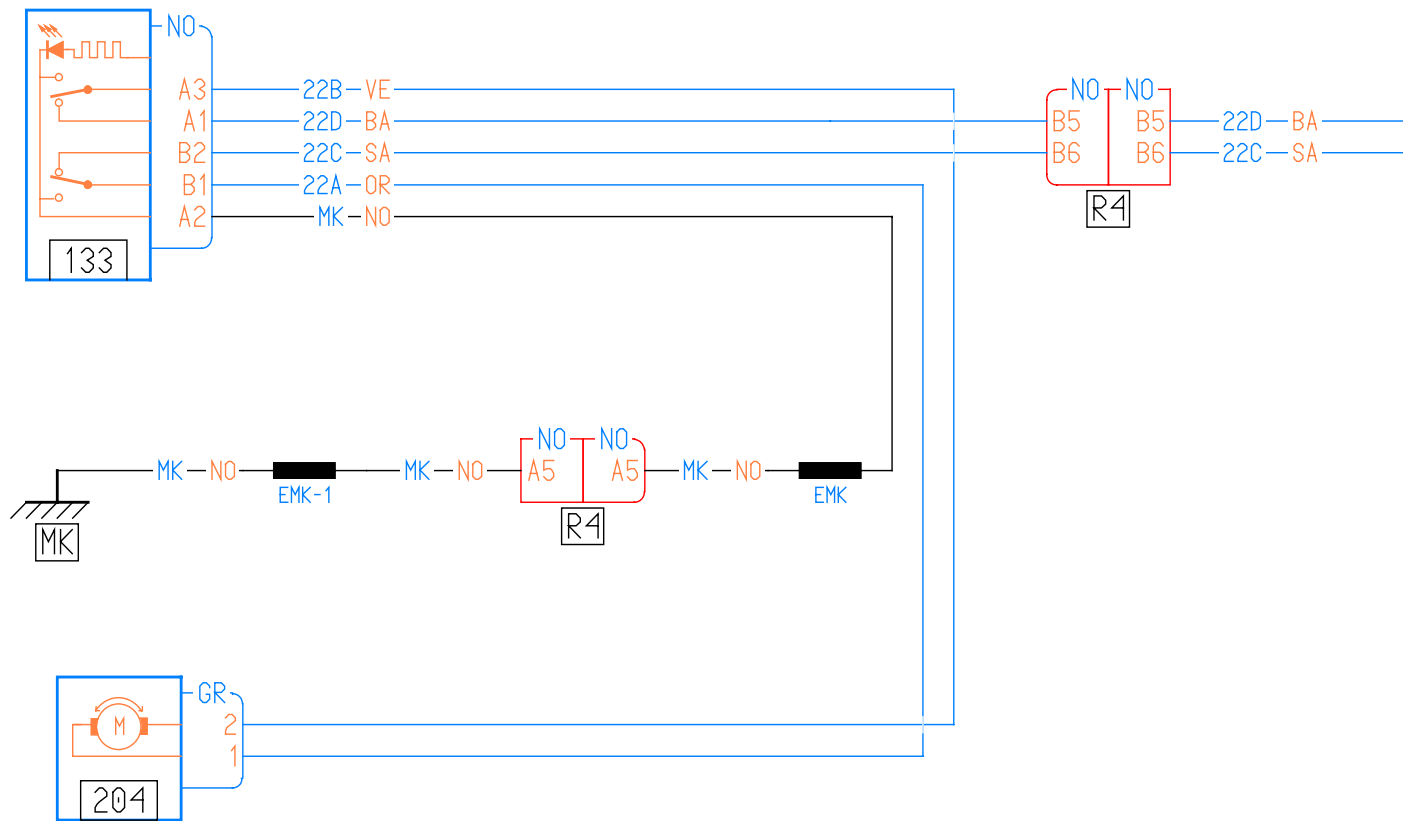 NO
A3 22B VE
A1 22D BA
B2 22C SA
B1 22A OR
A2 MK NO
133
NO NO
B5 B5 22D BA
B6 B6 22C SA
R4
NO NO
MK NO MK NO A5 A5 MK NO
EMK-1 EMK
R4
MK
GR
M 2
1
204